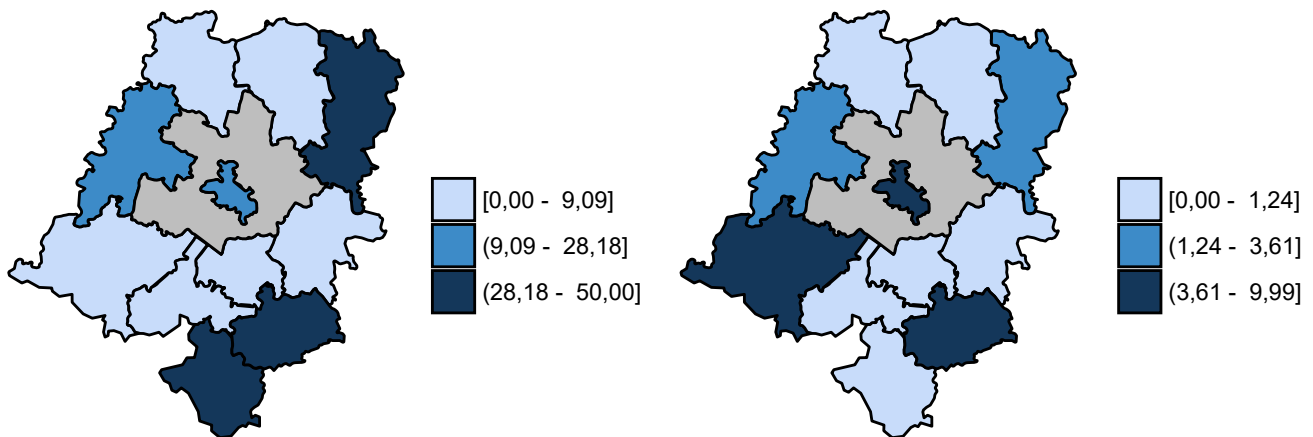 [0,00 -  9,09]
(9,09 -  28,18]
(28,18 -  50,00]
[0,00 -  1,24]
(1,24 -  3,61]
(3,61 -  9,99]